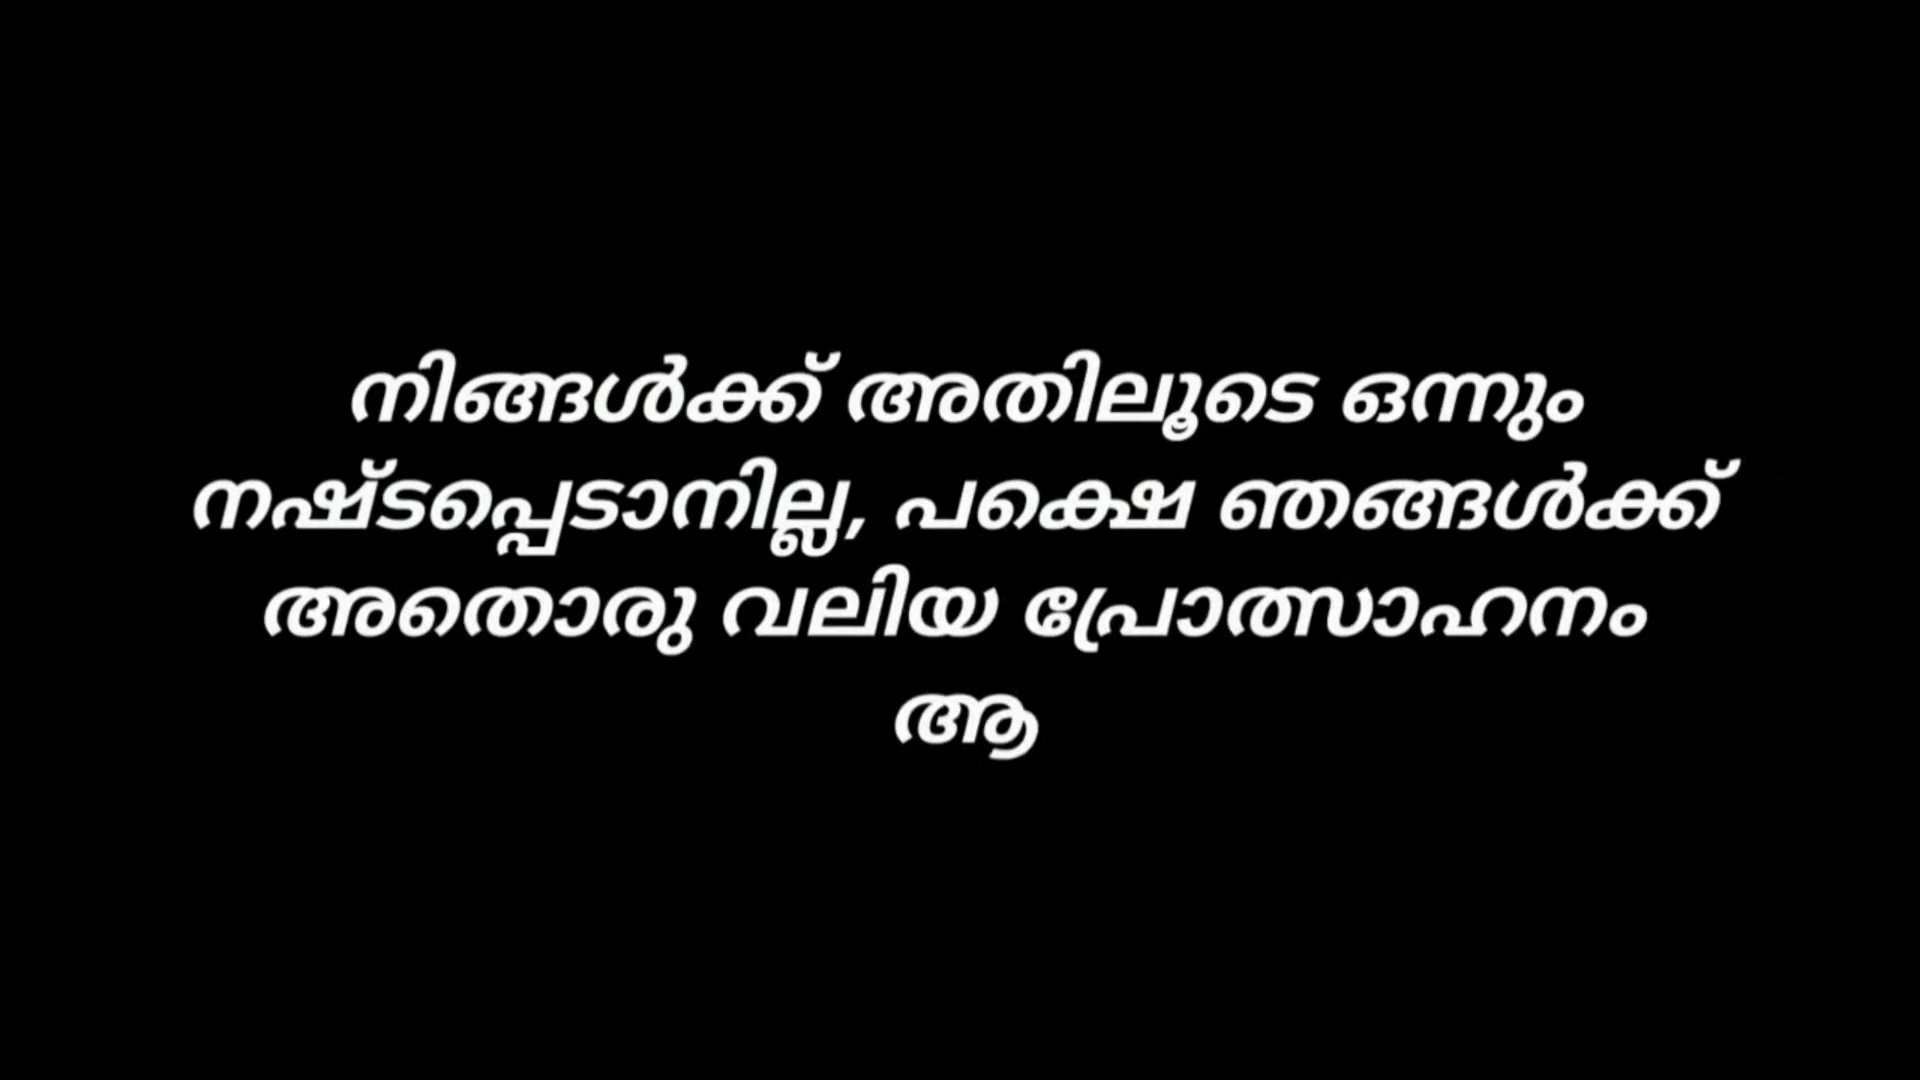 നിങ്ങൾക്ക് അതിലൂടെ ഒന്നും
നഷ്ടപ്പെടാനില്ല, പക്ഷെ ഞങ്ങൾക്ക്
അതൊരു വലിയ പ്രോത്സാഹനം
ആ